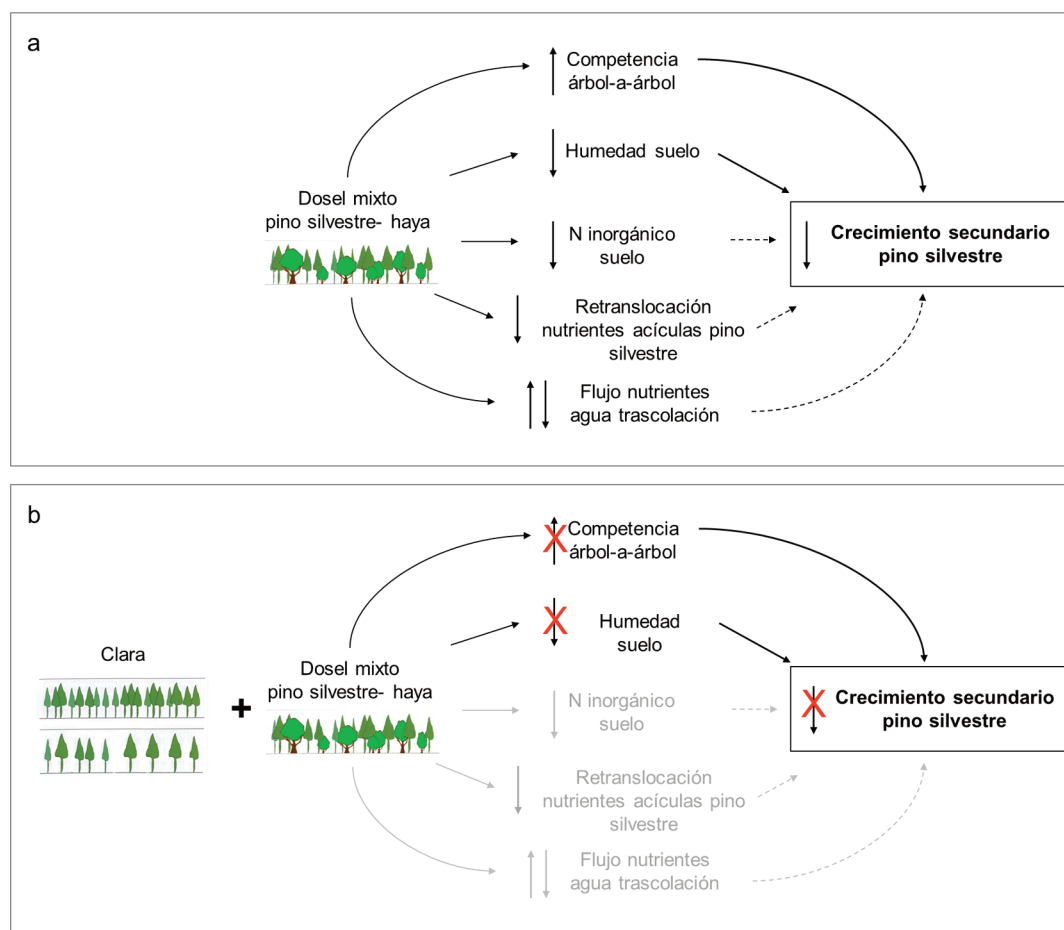 a
Competencia
árbol-a-árbol
Humedad suelo
Dosel mixto
pino silvestre- haya
N inorgánico
suelo
Crecimiento secundario
pino silvestre
Retranslocación
nutrientes acículas pino
silvestre
Flujo nutrientes
agua trascolación
b
Competencia
árbol-a-árbol
Humedad
suelo
Clara
+
Dosel mixto
pino silvestre- haya
N inorgánico
suelo
Crecimiento secundario
pino silvestre
Retranslocación
nutrientes acículas pino
silvestre
Flujo nutrientes
agua trascolación